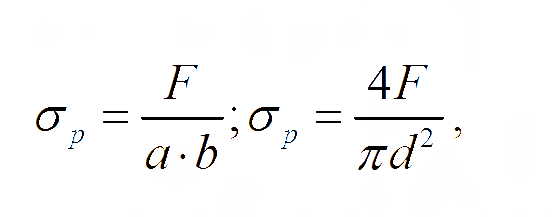 σ_p = F / (a · b); σ_p = 4F / (πd²),